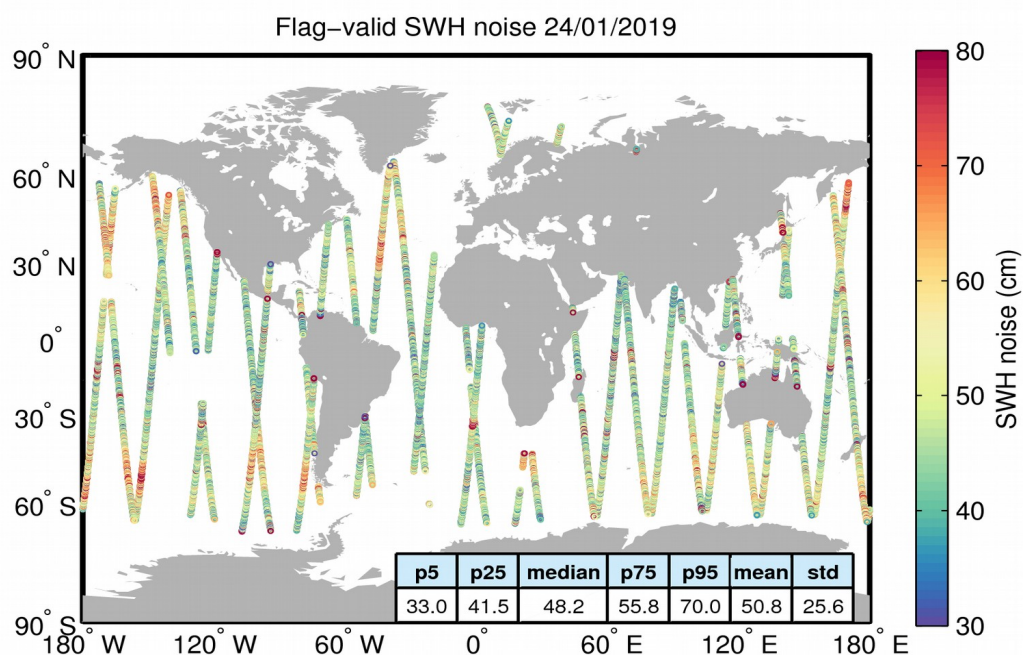 Flag−valid SWH noise 24/01/2019
90° N
60° N
30° N
0°
30° S
60° S
90° S
180° W
120° W
60° W
0°
60° E
120° E
180° E
80
70
60
50
40
30
SWH noise (cm)
p5 p25 median p75 p95 mean std
33.0 41.5 48.2 55.8 70.0 50.8 25.6